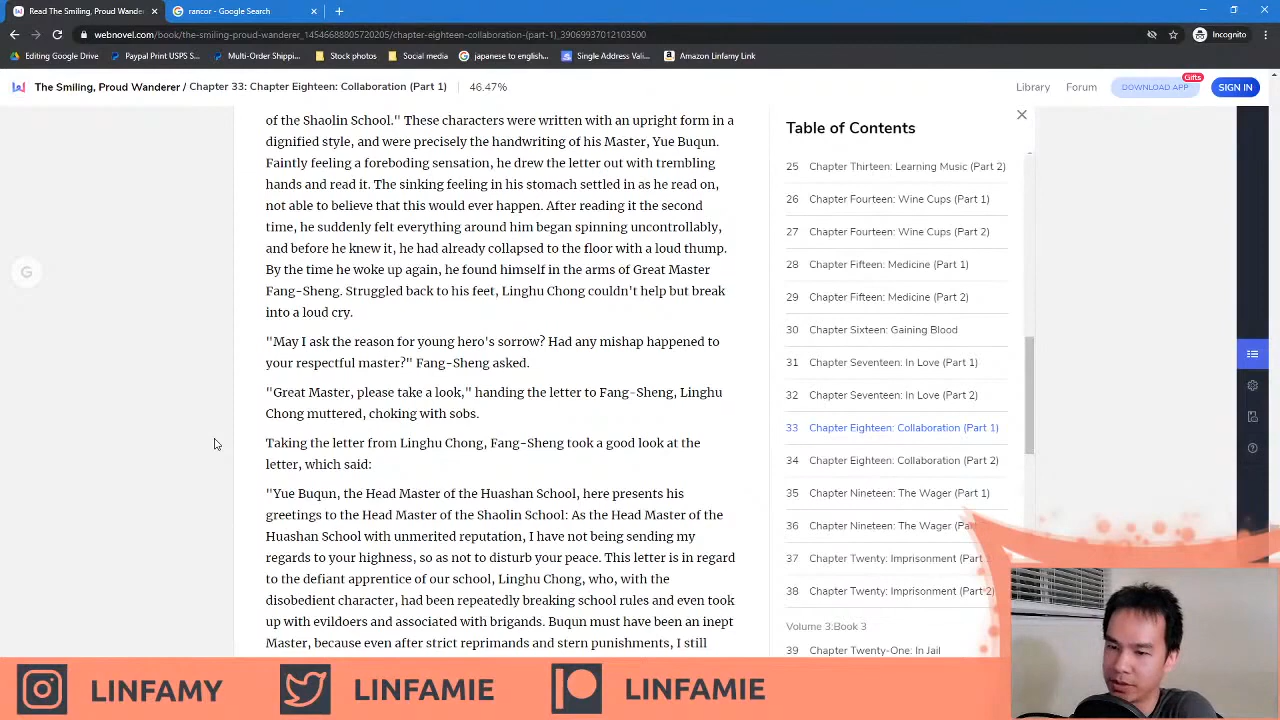 Read The Smiling, Proud Wander
rancor - Google Search
webnovel.com/book/the-smiling-proud-wanderer_14546688805720205/chapter-eighteen-collaboration-(part-1)_39069937012103500
Incognito
Editing Google Drive
Paypal Print USPS S...
Multi-Order Shippi...
Stock photos
Social media
japanese to english...
Single Address Vali...
Amazon Linfamy Link
The Smiling, Proud Wanderer / Chapter 33: Chapter Eighteen: Collaboration (Part 1)
46.47%
Library
Forum
DOWNLOAD APP
Gifts
SIGN IN
of the Shaolin School." These characters were written with an upright form in a
dignified style, and were precisely the handwriting of his Master, Yue Buqun.
Faintly feeling a foreboding sensation, he drew the letter out with trembling
hands and read it. The sinking feeling in his stomach settled in as he read on,
not able to believe that this would ever happen. After reading it the second
time, he suddenly felt everything around him began spinning uncontrollably,
and before he knew it, he had already collapsed to the floor with a loud thump.
By the time he woke up again, he found himself in the arms of Great Master
Fang-Sheng. Struggled back to his feet, Linghu Chong couldn't help but break
into a loud cry.
"May I ask the reason for young hero's sorrow? Had any mishap happened to
your respectful master?" Fang-Sheng asked.
"Great Master, please take a look," handing the letter to Fang-Sheng, Linghu
Chong muttered, choking with sobs.
Taking the letter from Linghu Chong, Fang-Sheng took a good look at the
letter, which said:
"Yue Buqun, the Head Master of the Huashan School, here presents his
greetings to the Head Master of the Shaolin School: As the Head Master of the
Huashan School with unmerited reputation, I have not being sending my
regards to your highness, so as not to disturb your peace. This letter is in regard
to the defiant apprentice of our school, Linghu Chong, who, with the
disobedient character, had been repeatedly breaking school rules and even took
up with evildoers and associated with brigands. Buqun must have been an inept
Master, because even after strict reprimands and stern punishments, I still
Table of Contents
25 Chapter Thirteen: Learning Music (Part 2)
26 Chapter Fourteen: Wine Cups (Part 1)
27 Chapter Fourteen: Wine Cups (Part 2)
28 Chapter Fifteen: Medicine (Part 1)
29 Chapter Fifteen: Medicine (Part 2)
30 Chapter Sixteen: Gaining Blood
31 Chapter Seventeen: In Love (Part 1)
32 Chapter Seventeen: In Love (Part 2)
33 Chapter Eighteen: Collaboration (Part 1)
34 Chapter Eighteen: Collaboration (Part 2)
35 Chapter Nineteen: The Wager (Part 1)
36 Chapter Nineteen: The Wager (Pa
37 Chapter Twenty: Imprisonment (Part
38 Chapter Twenty: Imprisonment (Part 2)
Volume 3:Book 3
39 Chapter Twenty-One: In Jail
LINFAMY
LINFAMIE
LINFAMIE